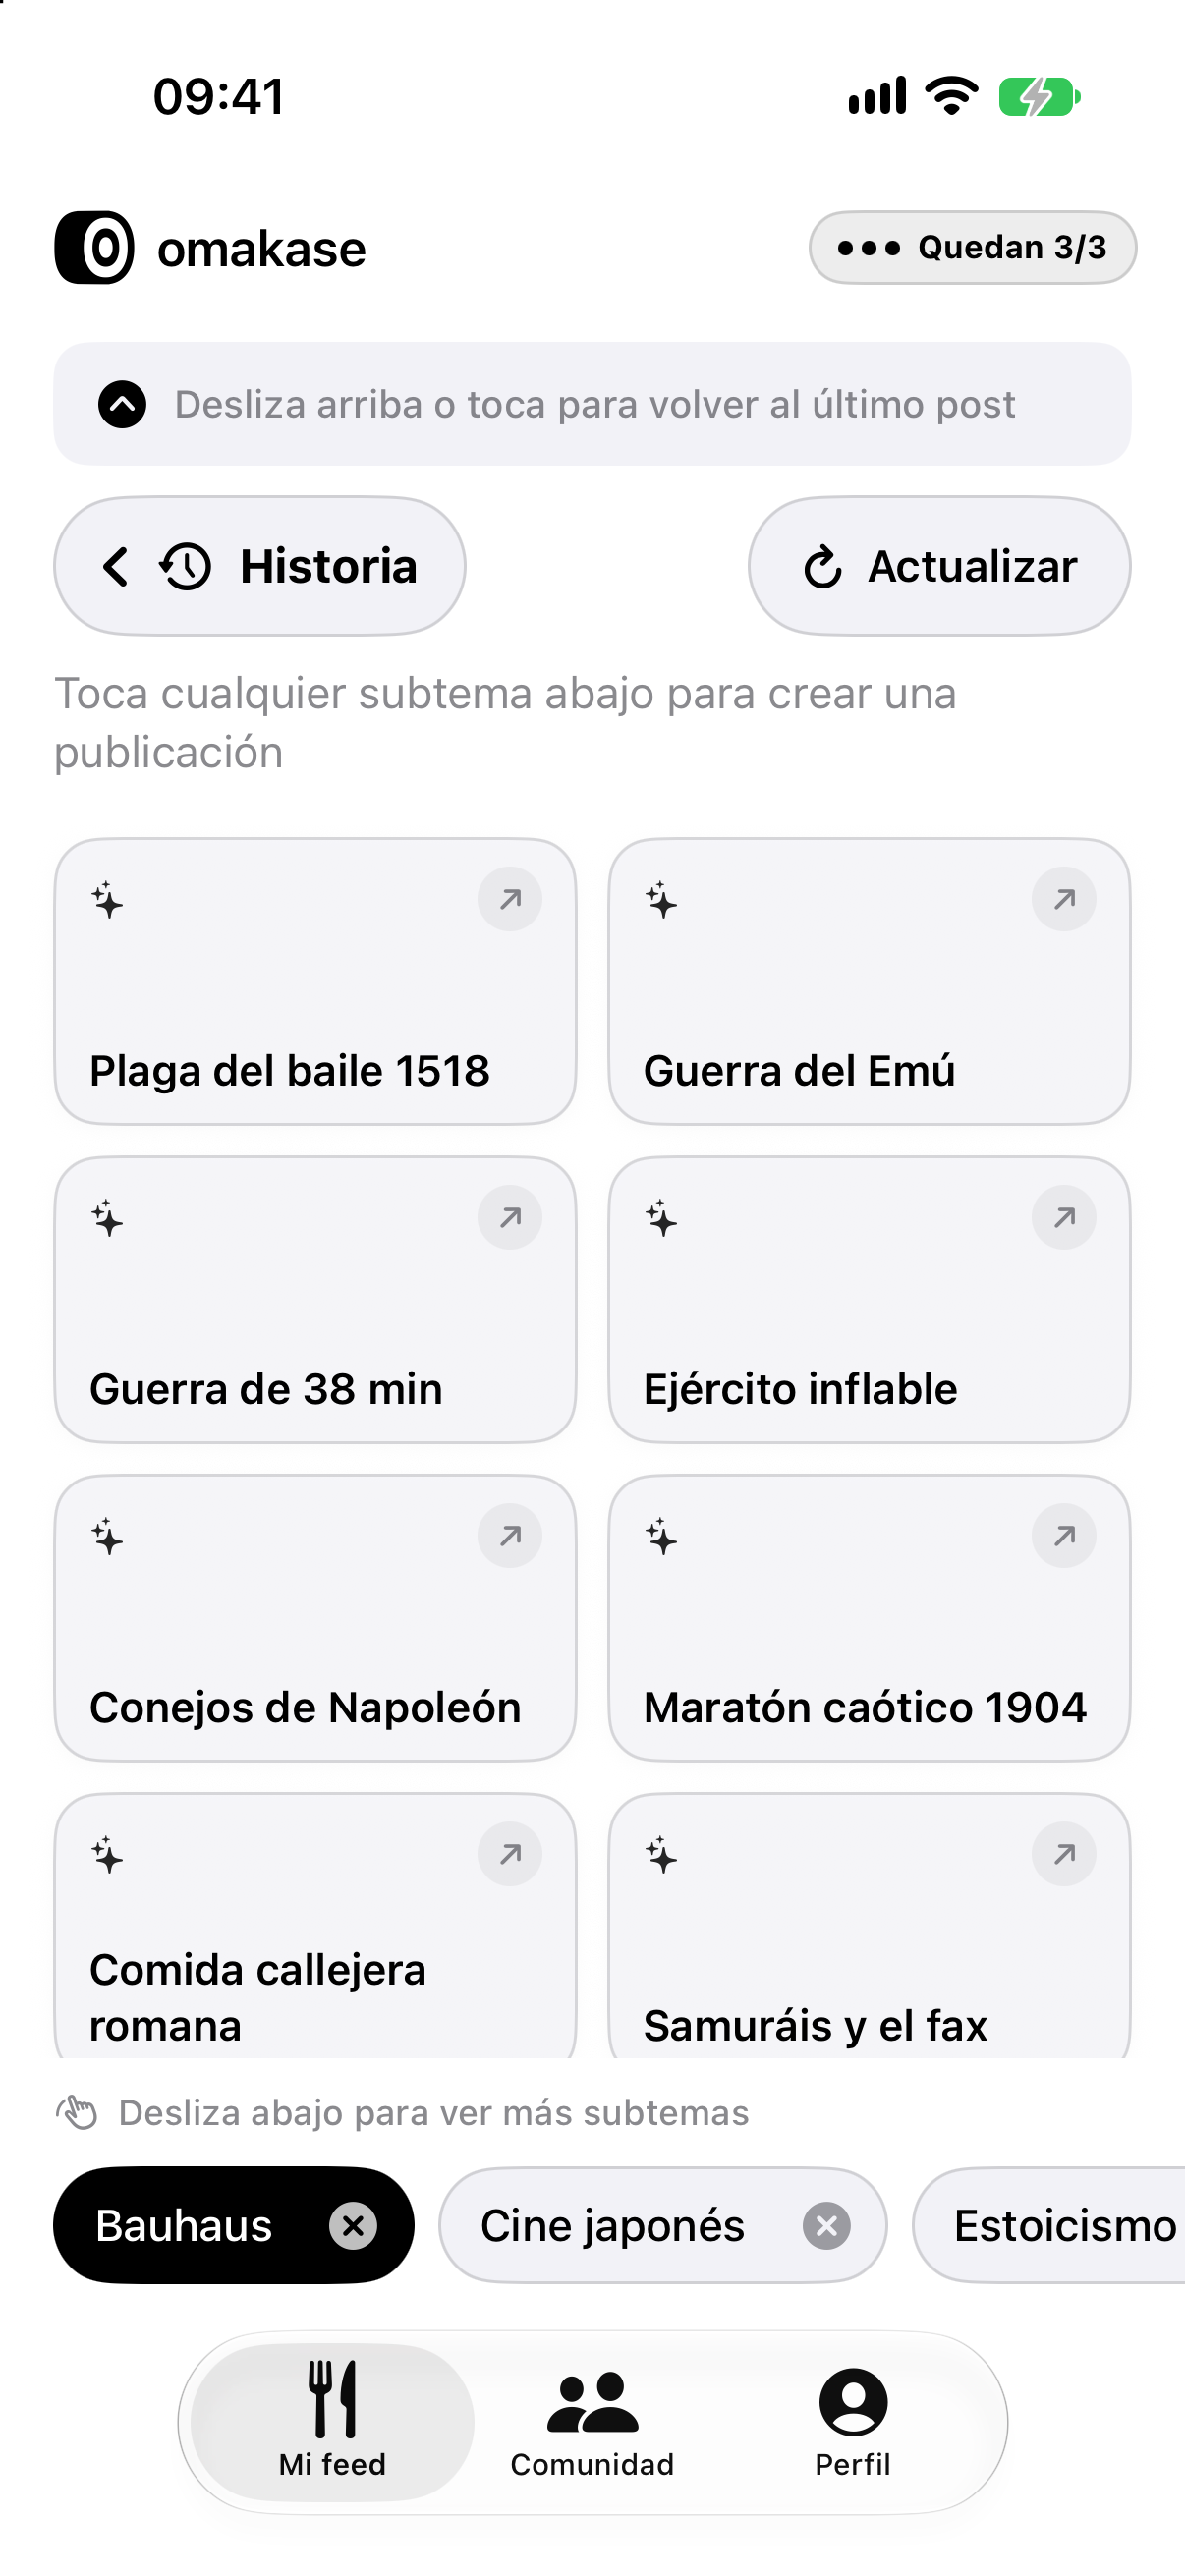 09:41
omakase
Quedan 3/3
Desliza arriba o toca para volver al último post
Historia
Actualizar
Toca cualquier subtema abajo para crear una
publicación
Plaga del baile 1518
Guerra del Emú
Guerra de 38 min
Ejército inflable
Conejos de Napoleón
Maratón caótico 1904
Comida callejera
romana
Samuráis y el fax
Desliza abajo para ver más subtemas
Bauhaus
Cine japonés
Estoicismo
Mi feed
Comunidad
Perfil